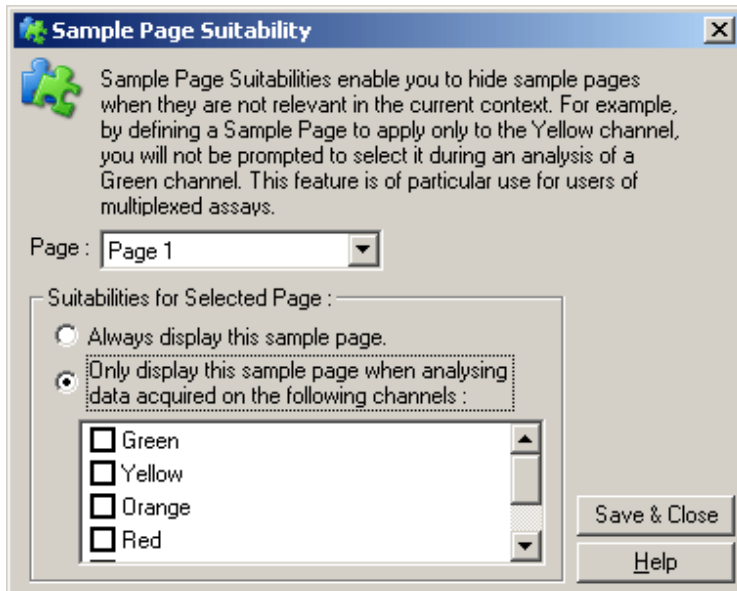 Sample Page Suitability
Sample Page Suitabilities enable you to hide sample pages
when they are not relevant in the current context. For example,
by defining a Sample Page to apply only to the Yellow channel,
you will not be prompted to select it during an analysis of a
Green channel. This feature is of particular use for users of
multiplexed assays.
Page : Page 1
Suitabilities for Selected Page :
Always display this sample page.
Only display this sample page when analysing
data acquired on the following channels :
Green
Yellow
Orange
Red
Save & Close
Help